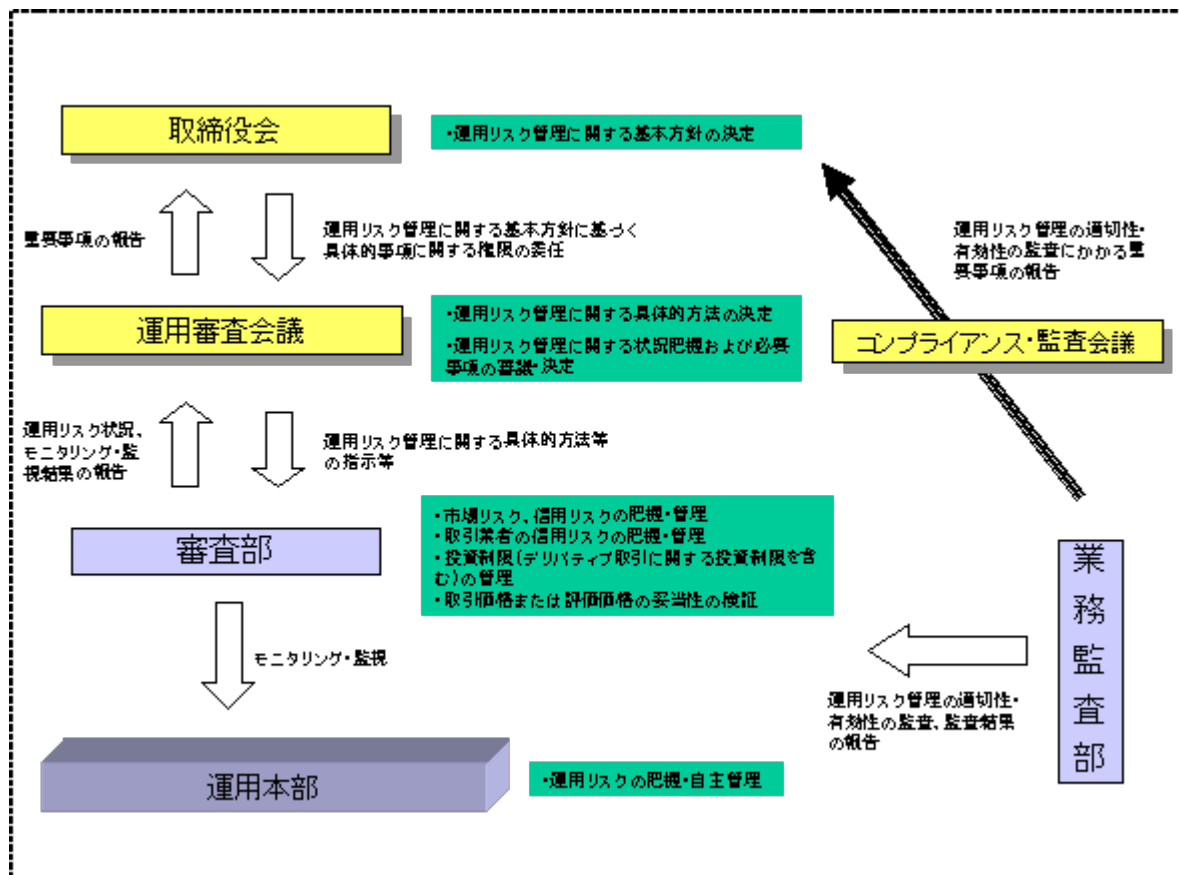 取締役会
・運用リスク管理に関する基本方針の決定
重要事項の報告
運用リスク管理に関する基本方針に基づく
具体的事項に関する権限の委任
運用リスク管理の適切性・
有効性の監査にかかる重
要事項の報告
運用審査会議
・運用リスク管理に関する具体的方法の決定
・運用リスク管理に関する状況把握および必要
事項の審議・決定
コンプライアンス・監査会議
運用リスク状況、
モニタリング・監
視結果の報告
運用リスク管理に関する具体的方法等
の指示等
審査部
・市場リスク、信用リスクの把握・管理
・取引業者の信用リスクの把握・管理
・投資制限(デリバティブ取引に関する投資制限を含
む)の管理
・取引価格または評価価格の妥当性の検証
業務監査部
モニタリング・監視
運用リスク管理の適切性・
有効性の監査、監査結果
の報告
運用本部
・運用リスクの把握・自主管理